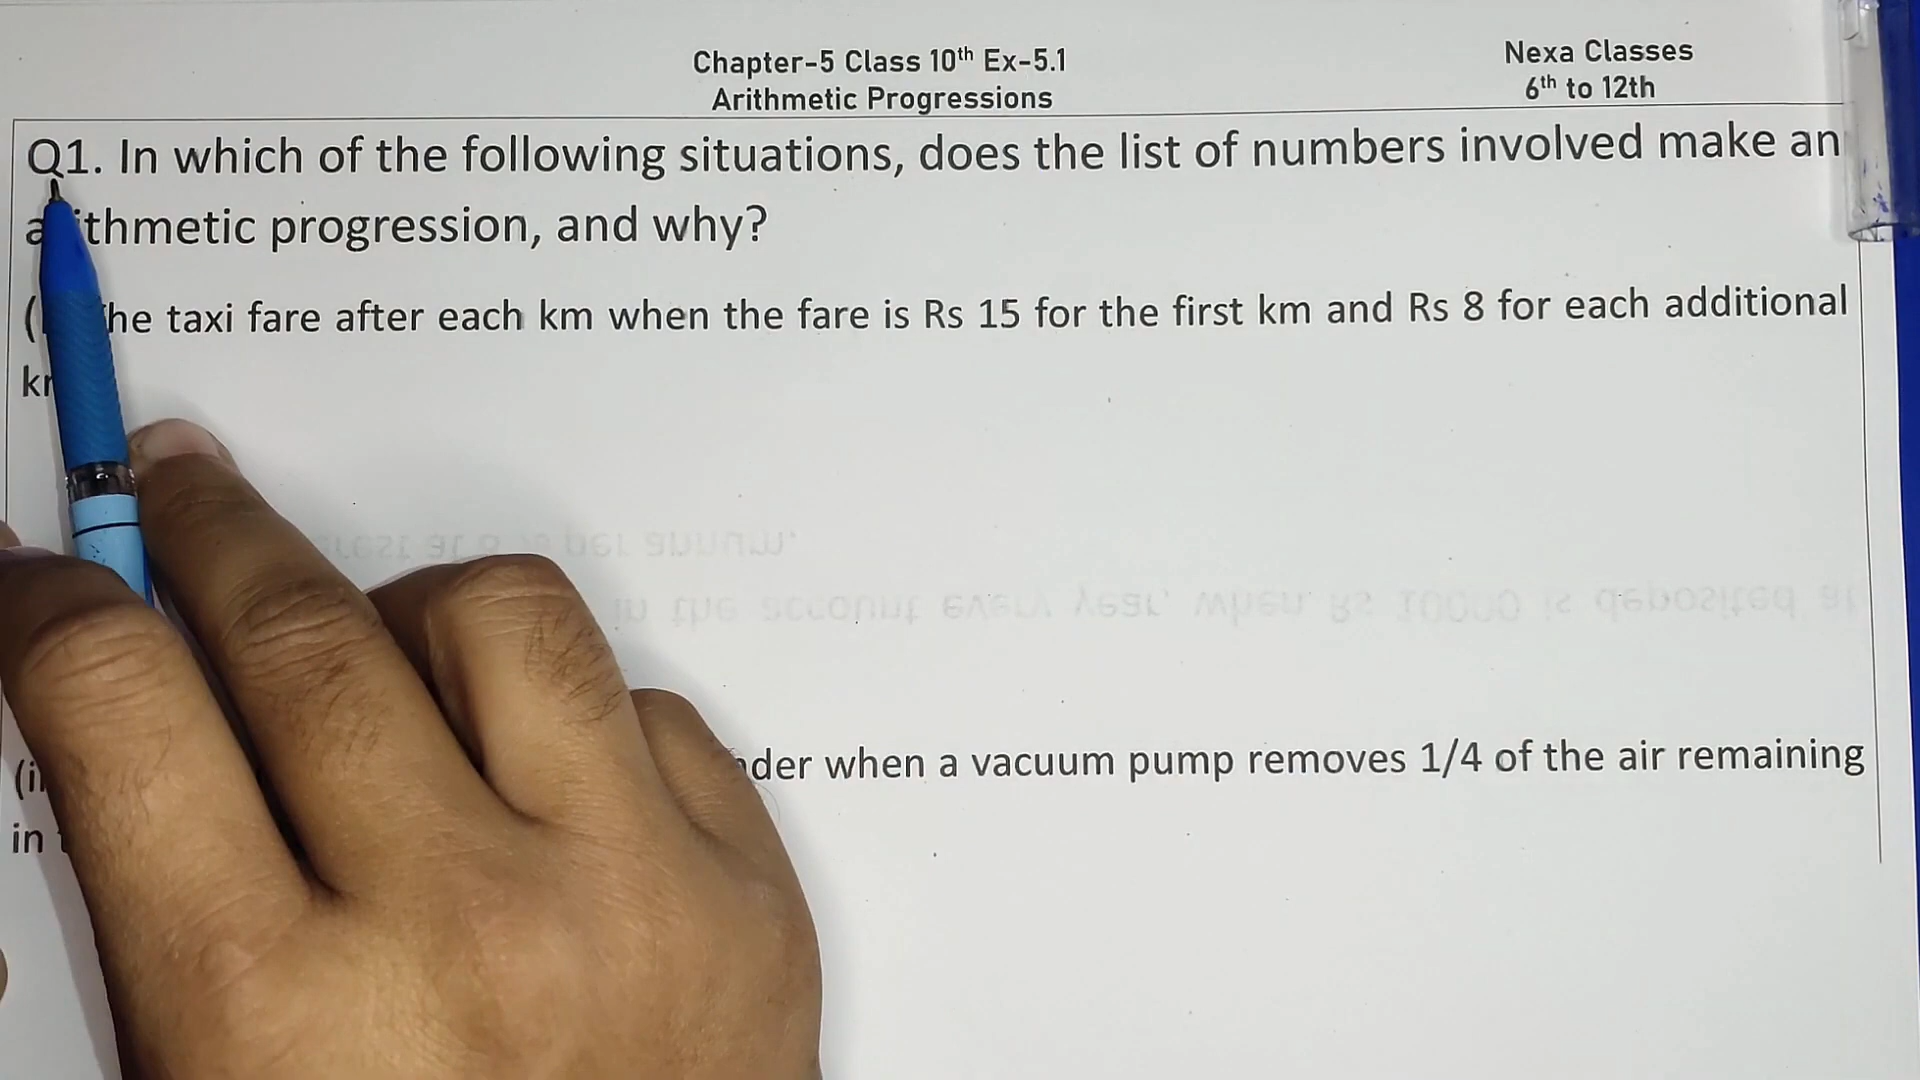 Chapter-5 Class 10th Ex-5.1
Arithmetic Progressions
Nexa Classes
6th to 12th
Q1. In which of the following situations, does the list of numbers involved make an
arithmetic progression, and why?
he taxi fare after each km when the fare is Rs 15 for the first km and Rs 8 for each additional
when a vacuum pump removes 1/4 of the air remaining
in